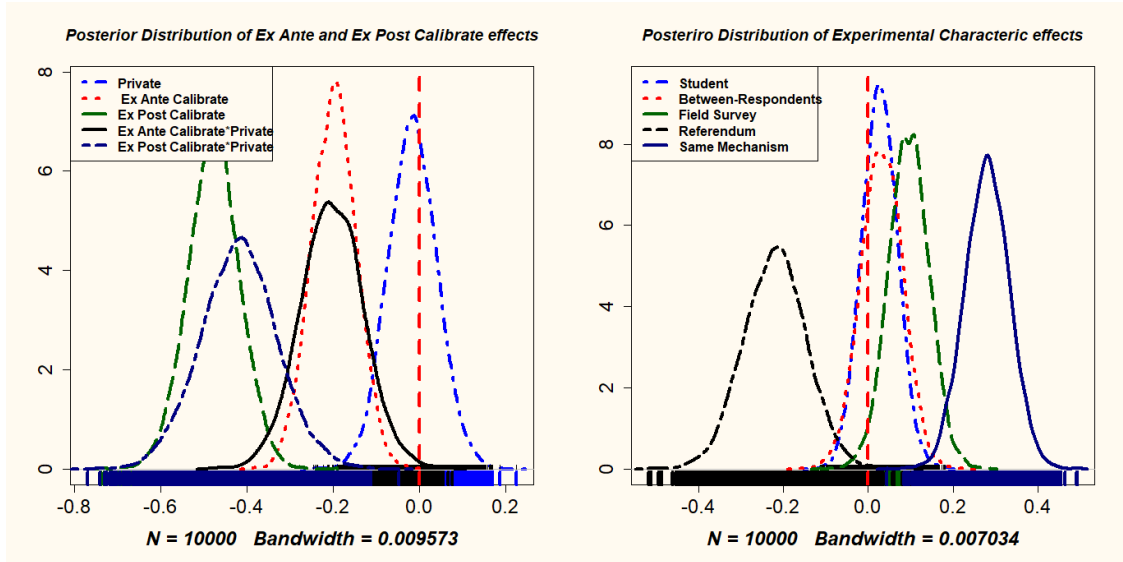 Posterior Distribution of Ex Ante and Ex Post Calibrate effects
8
6
4
2
0
Private
Ex Ante Calibrate
Ex Post Calibrate
Ex Ante Calibrate*Private
Ex Post Calibrate*Private
-0.8 -0.6 -0.4 -0.2 0.0 0.2
N = 10000 Bandwidth = 0.009573
Posteriro Distribution of Experimental Characteric effects
8
6
4
2
0
Student
Between-Respondents
Field Survey
Referendum
Same Mechanism
-0.4 -0.2 0.0 0.2 0.4
N = 10000 Bandwidth = 0.007034